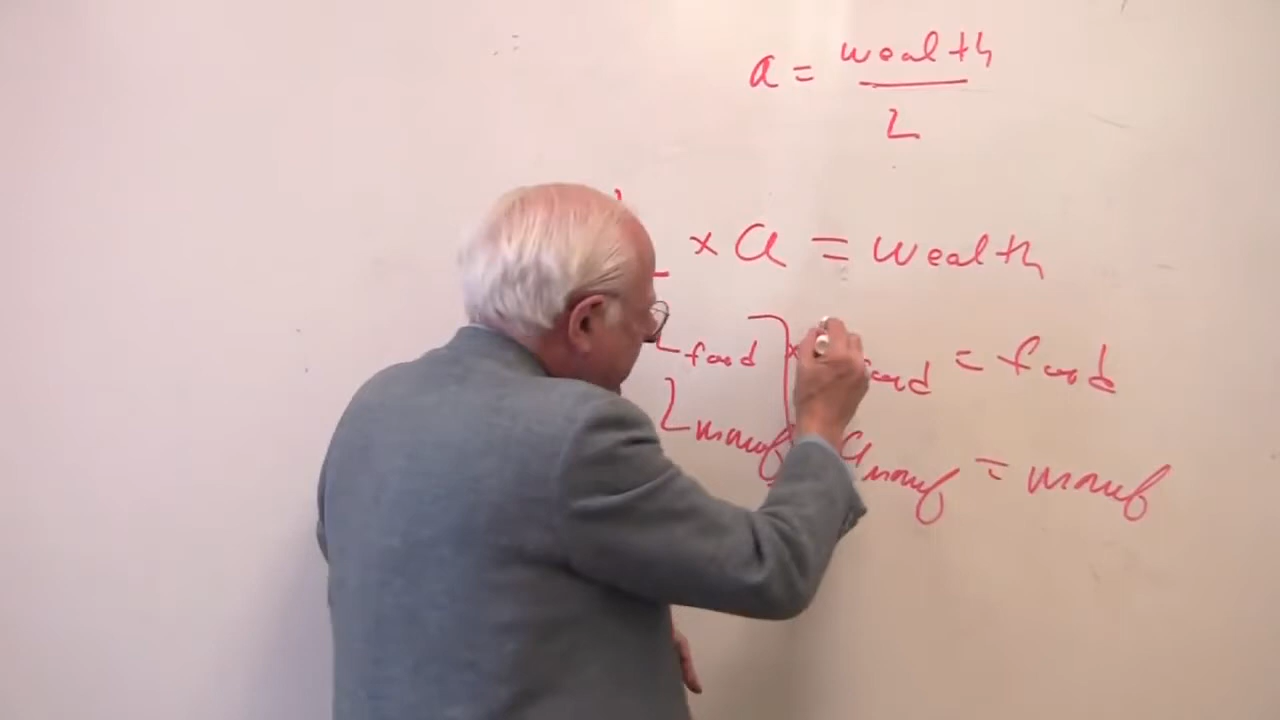 a = wealth
L
× a = wealth
L food × food = food
L manuf a manuf = manuf